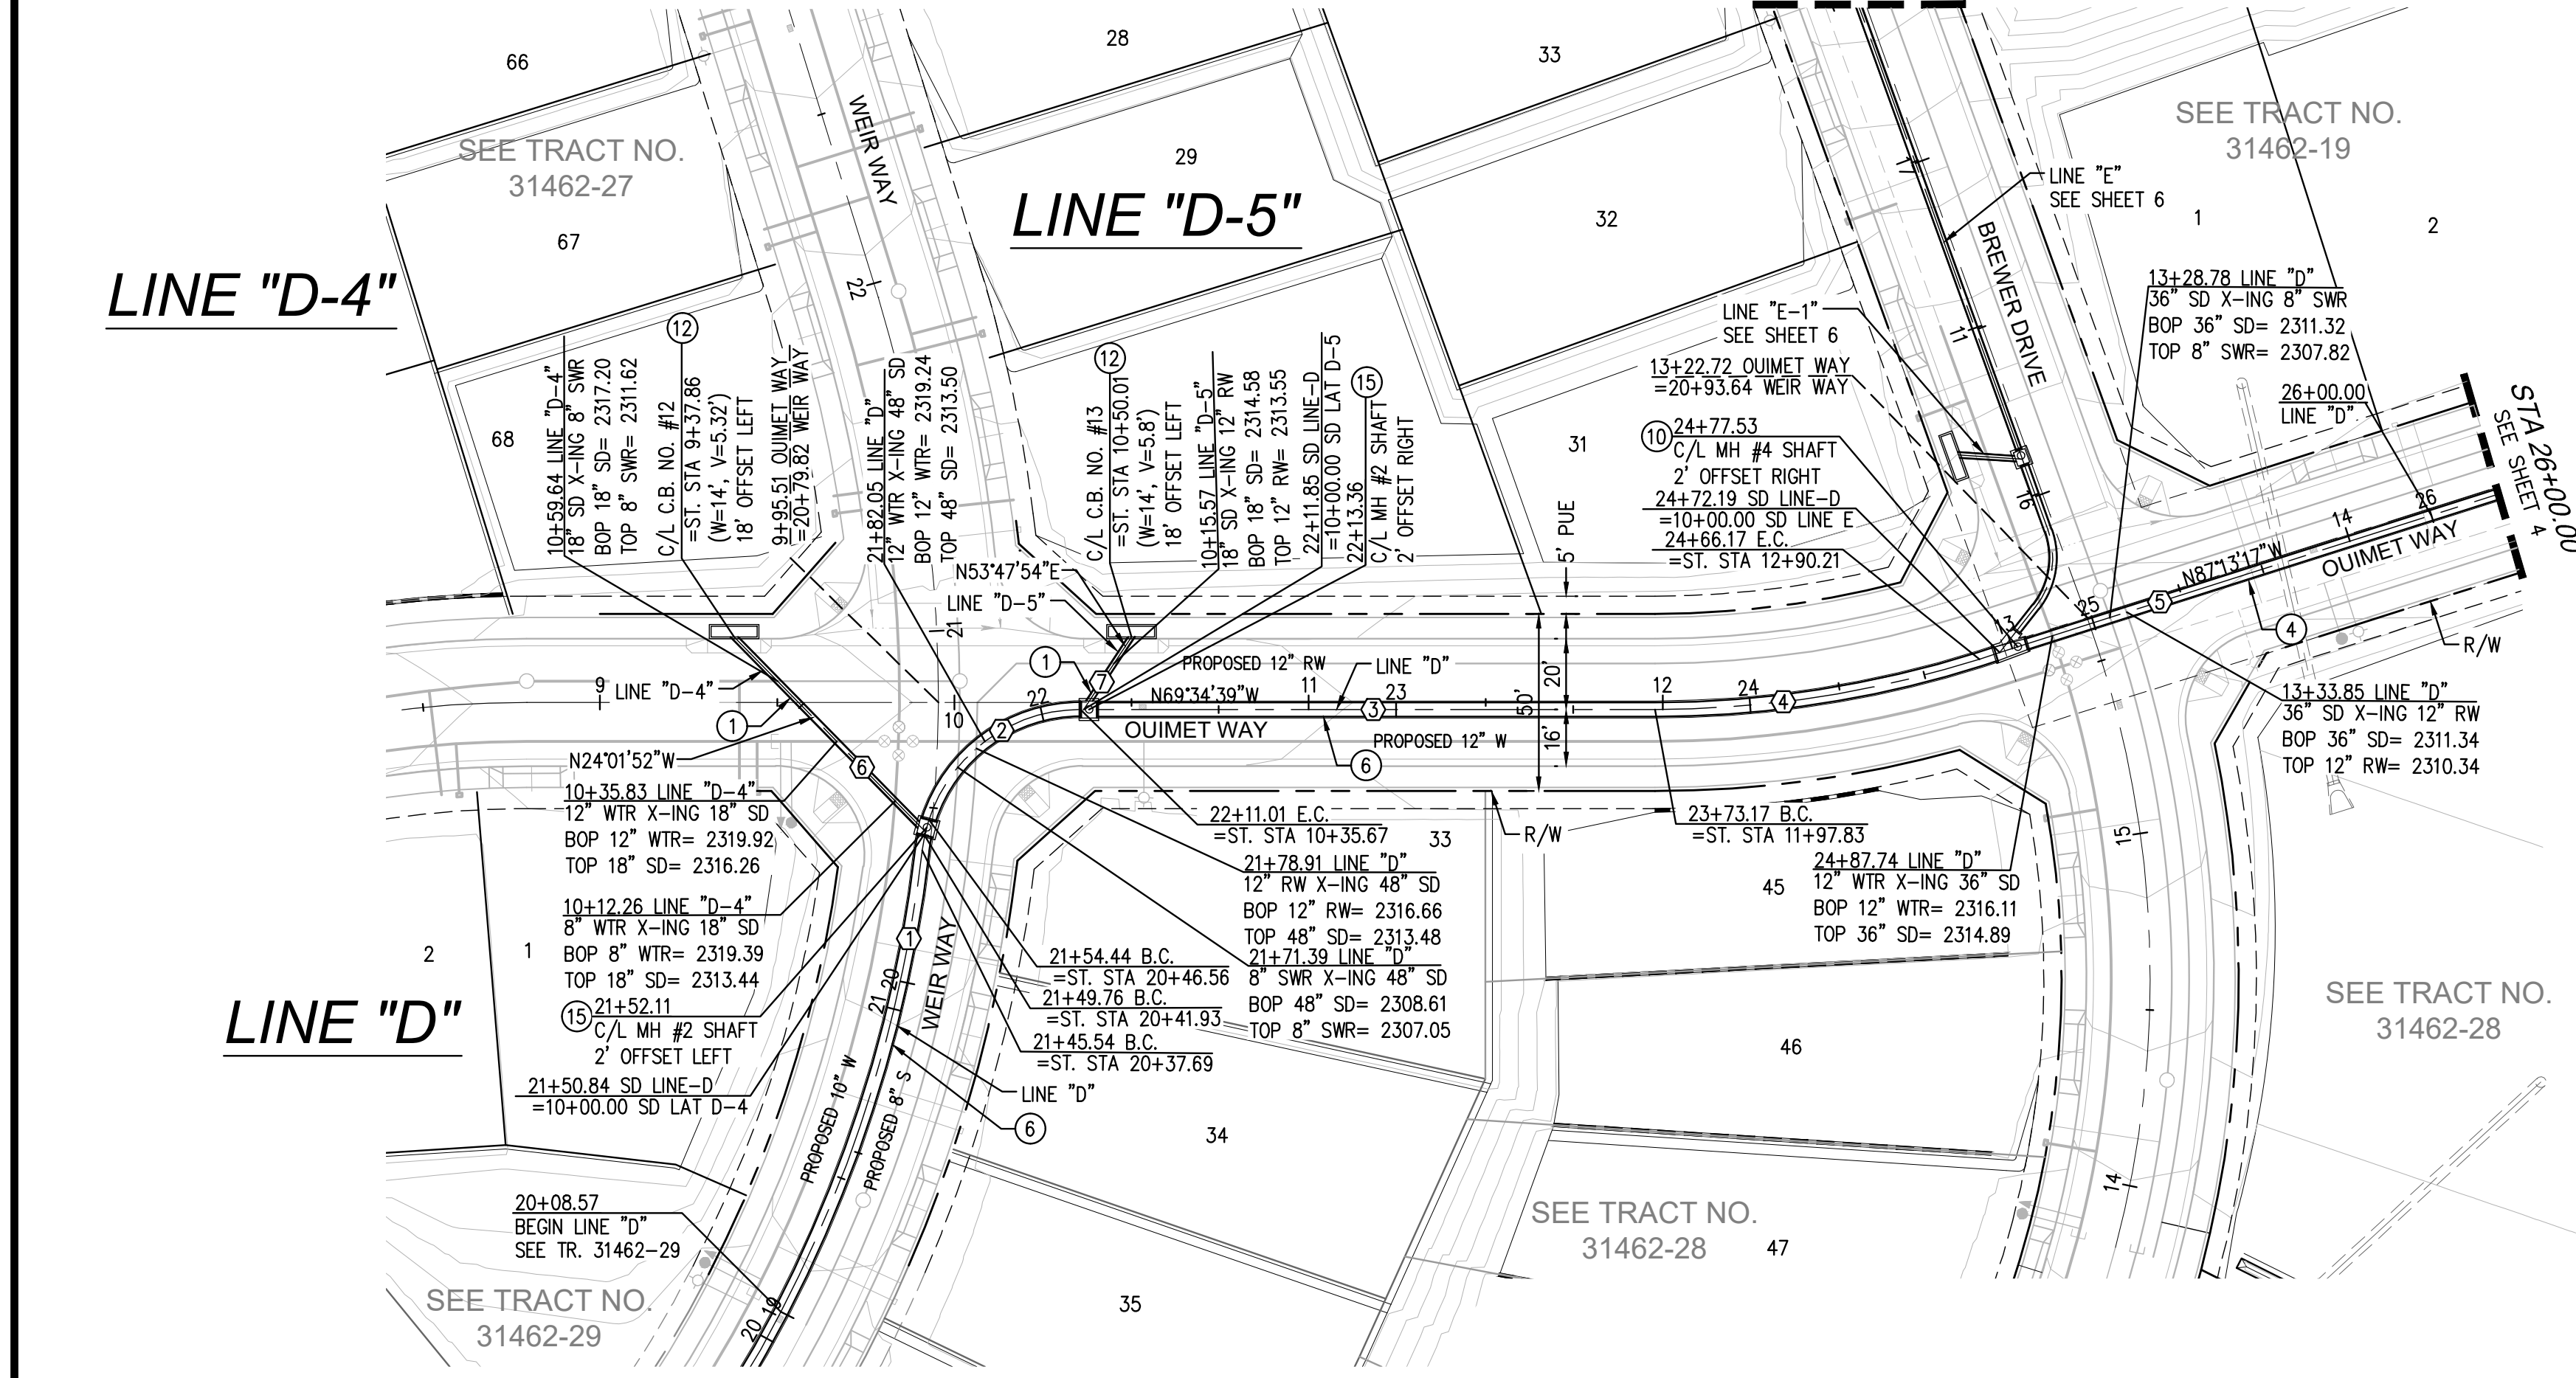 66
SEE TRACT NO.
31462-27
67
68
LINE "D-4"
28
29
LINE "D-5"
33
32
31
WEIR WAY
22
21
SEE TRACT NO.
31462-19
1
2
LINE "E"
SEE SHEET 6
BREWER DRIVE
11
LINE "E-1"
SEE SHEET 6
13+22.72 OUIMET WAY
=20+93.64 WEIR WAY
10
24+77.53
C/L MH #4 SHAFT
2' OFFSET RIGHT
24+72.19 SD LINE-D
=10+00.00 SD LINE E
24+66.17 E.C.
=ST. STA 12+90.21
13+28.78 LINE "D"
36" SD X-ING 8" SWR
BOP 36" SD= 2311.32
TOP 8" SWR= 2307.82
26+00.00
LINE "D"
STA 26+00.00
SEE SHEET 4
10+59.64 LINE "D-4"
18" SD X-ING 8" SWR
BOP 18" SD= 2317.20
TOP 8" SWR= 2311.62
12
C/L C.B. NO. #12
=ST. STA 9+37.86
(W=14', V=5.32')
18' OFFSET LEFT
9+95.51 OUIMET WAY
=20+79.82 WEIR WAY
21+82.05 LINE "D"
12" WTR X-ING 48" SD
BOP 12" WTR= 2319.24
TOP 48" SD= 2313.50
12
C/L C.B. NO. #13
=ST. STA 10+50.01
(W=14', V=5.8')
18' OFFSET LEFT
10+15.57 LINE "D-5"
18" SD X-ING 12" RW
BOP 18" SD= 2314.58
TOP 12" RW= 2313.55
22+11.85 SD LINE-D
=10+00.00 SD LAT D-5
15
22+13.36
C/L MH #2 SHAFT
2' OFFSET RIGHT
N53°47'54"E
LINE "D-5"
5' PUE
20'
50'
16'
9
LINE "D-4"
1
10
22
2
1
7
PROPOSED 12" RW
LINE "D"
N69°34'39"W
11
23
3
OUIMET WAY
PROPOSED 12" W
6
12
24
4
13
16
25
5
N87°13'17"W
14
26
OUIMET WAY
4
R/W
N24°01'52"W
6
10+35.83 LINE "D-4"
12" WTR X-ING 18" SD
BOP 12" WTR= 2319.92
TOP 18" SD= 2316.26
10+12.26 LINE "D-4"
8" WTR X-ING 18" SD
BOP 8" WTR= 2319.39
TOP 18" SD= 2313.44
15
21+52.11
C/L MH #2 SHAFT
2' OFFSET LEFT
21+50.84 SD LINE-D
=10+00.00 SD LAT D-4
2
1
LINE "D"
22+11.01 E.C.
=ST. STA 10+35.67
33
R/W
21+78.91 LINE "D"
12" RW X-ING 48" SD
BOP 12" RW= 2316.66
TOP 48" SD= 2313.48
21+71.39 LINE "D"
8" SWR X-ING 48" SD
BOP 48" SD= 2308.61
TOP 8" SWR= 2307.05
21+54.44 B.C.
=ST. STA 20+46.56
21+49.76 B.C.
=ST. STA 20+41.93
21+45.54 B.C.
=ST. STA 20+37.69
LINE "D"
6
1
21
20
WEIR WAY
PROPOSED 10" W
PROPOSED 8" S
23+73.17 B.C.
=ST. STA 11+97.83
45
24+87.74 LINE "D"
12" WTR X-ING 36" SD
BOP 12" WTR= 2316.11
TOP 36" SD= 2314.89
13+33.85 LINE "D"
36" SD X-ING 12" RW
BOP 36" SD= 2311.34
TOP 12" RW= 2310.34
15
14
SEE TRACT NO.
31462-28
46
34
35
SEE TRACT NO.
31462-28
47
20+08.57
BEGIN LINE "D"
SEE TR. 31462-29
SEE TRACT NO.
31462-29
20
19